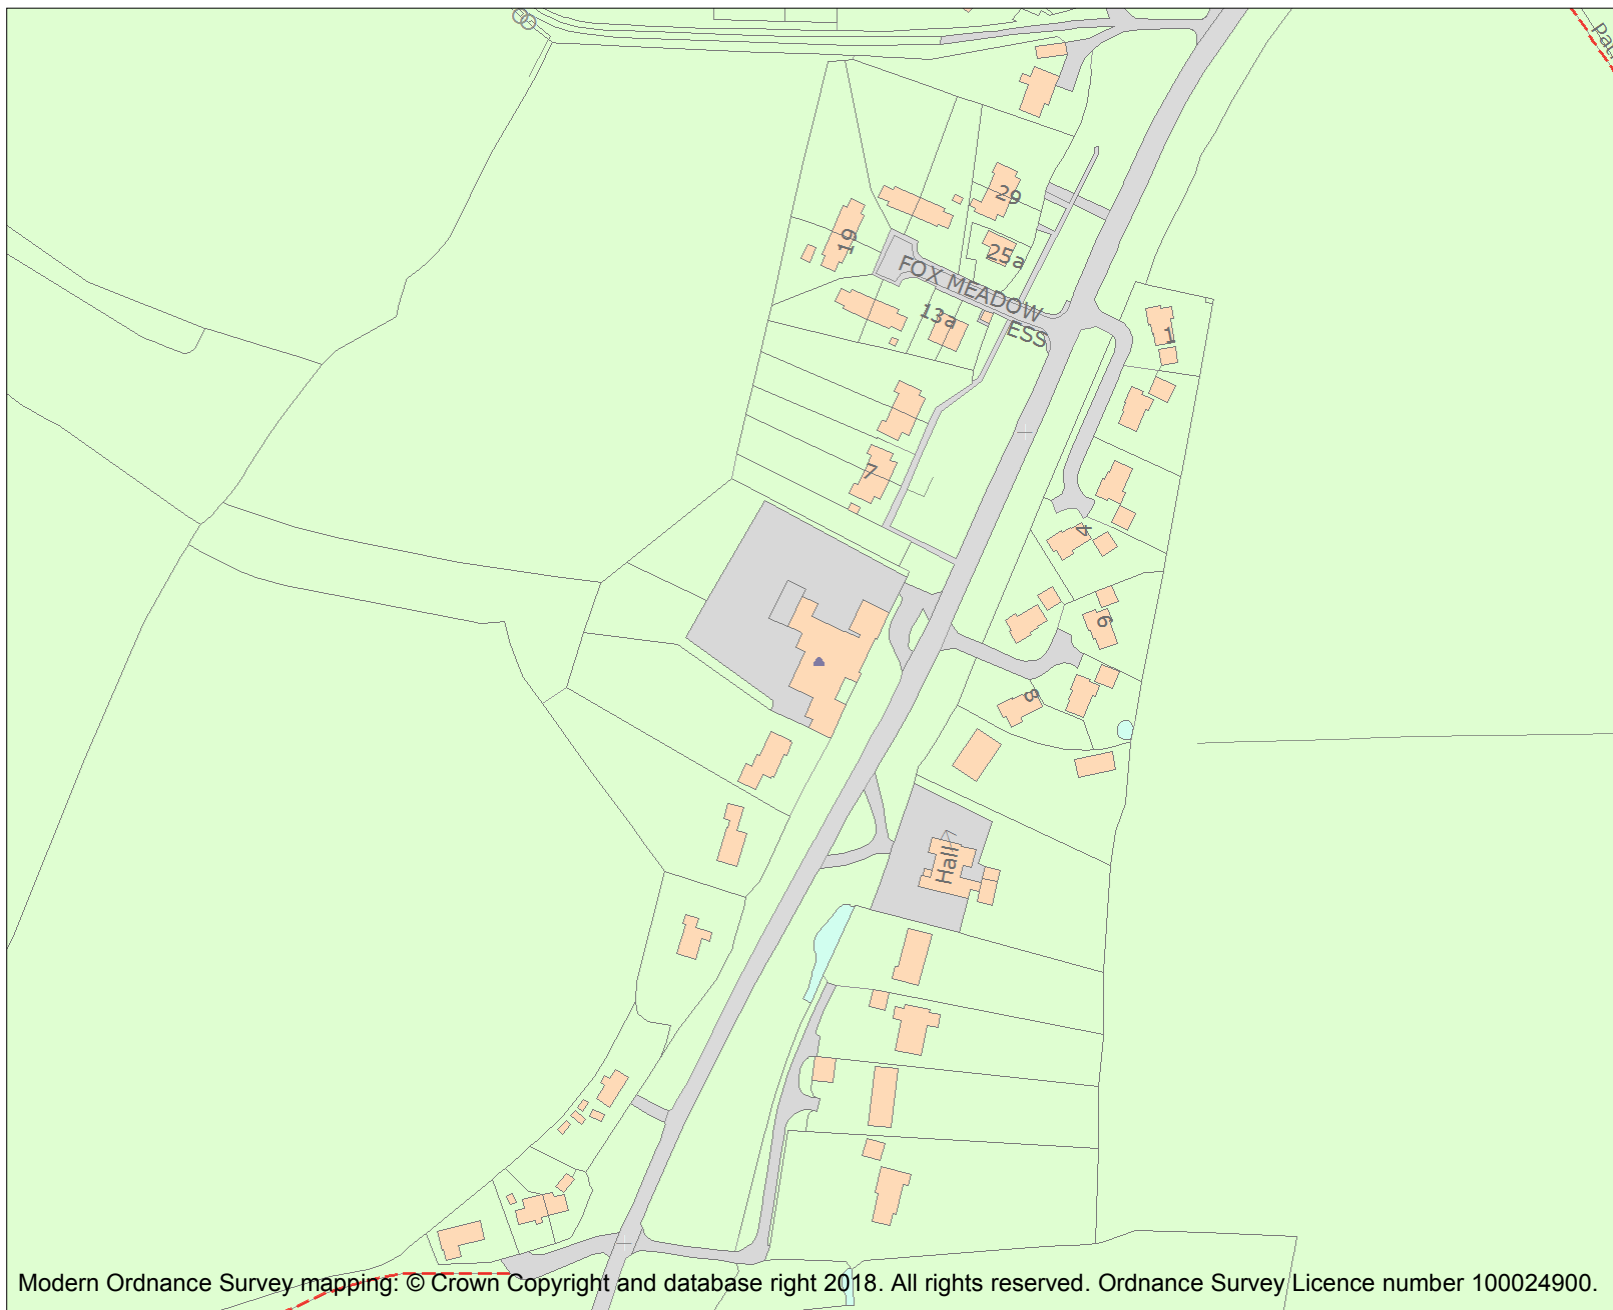 29
19
25a
FOX MEADOW
13a
ESS
1
7
4
6
8
Hall
Modern Ordnance Survey mapping: © Crown Copyright and database right 2018. All rights reserved. Ordnance Survey Licence number 100024900.